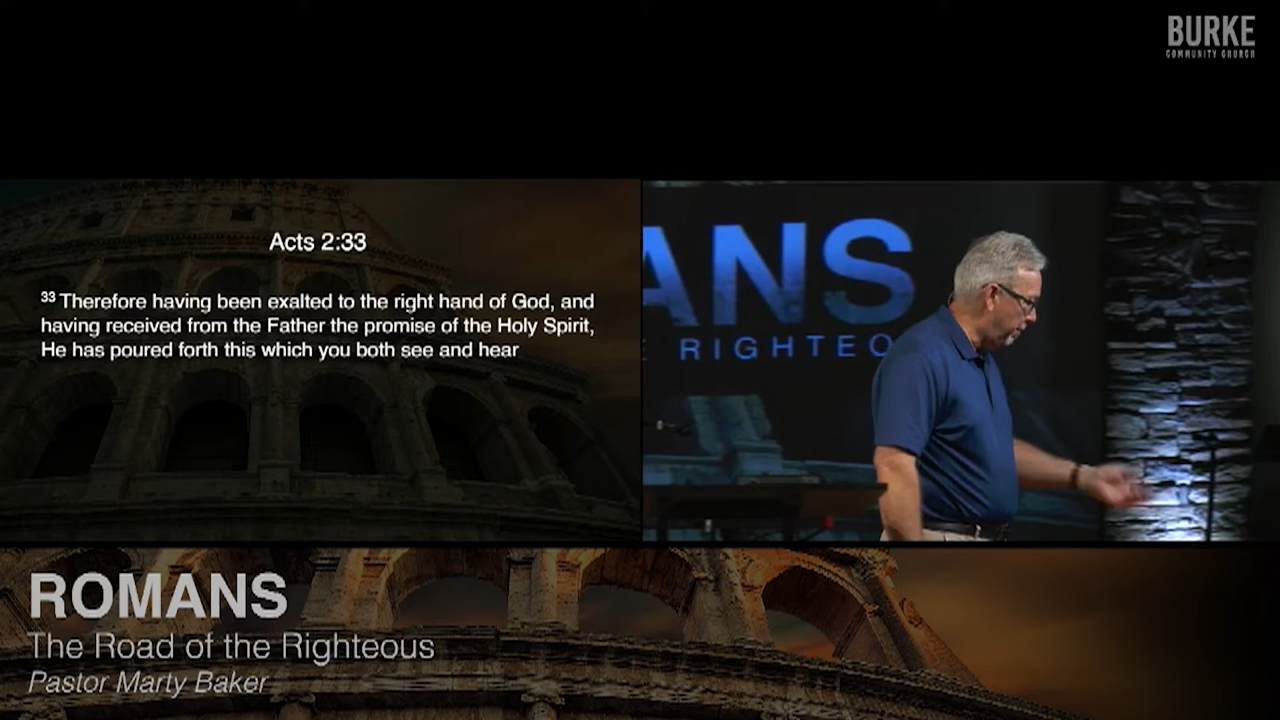 BURKE
COMMUNITY CHURCH
Acts 2:33
33 Therefore having been exalted to the right hand of God, and
having received from the Father the promise of the Holy Spirit,
He has poured forth this which you both see and hear
ANS
E RIGHTEO
ROMANS
The Road of the Righteous
Pastor Marty Baker